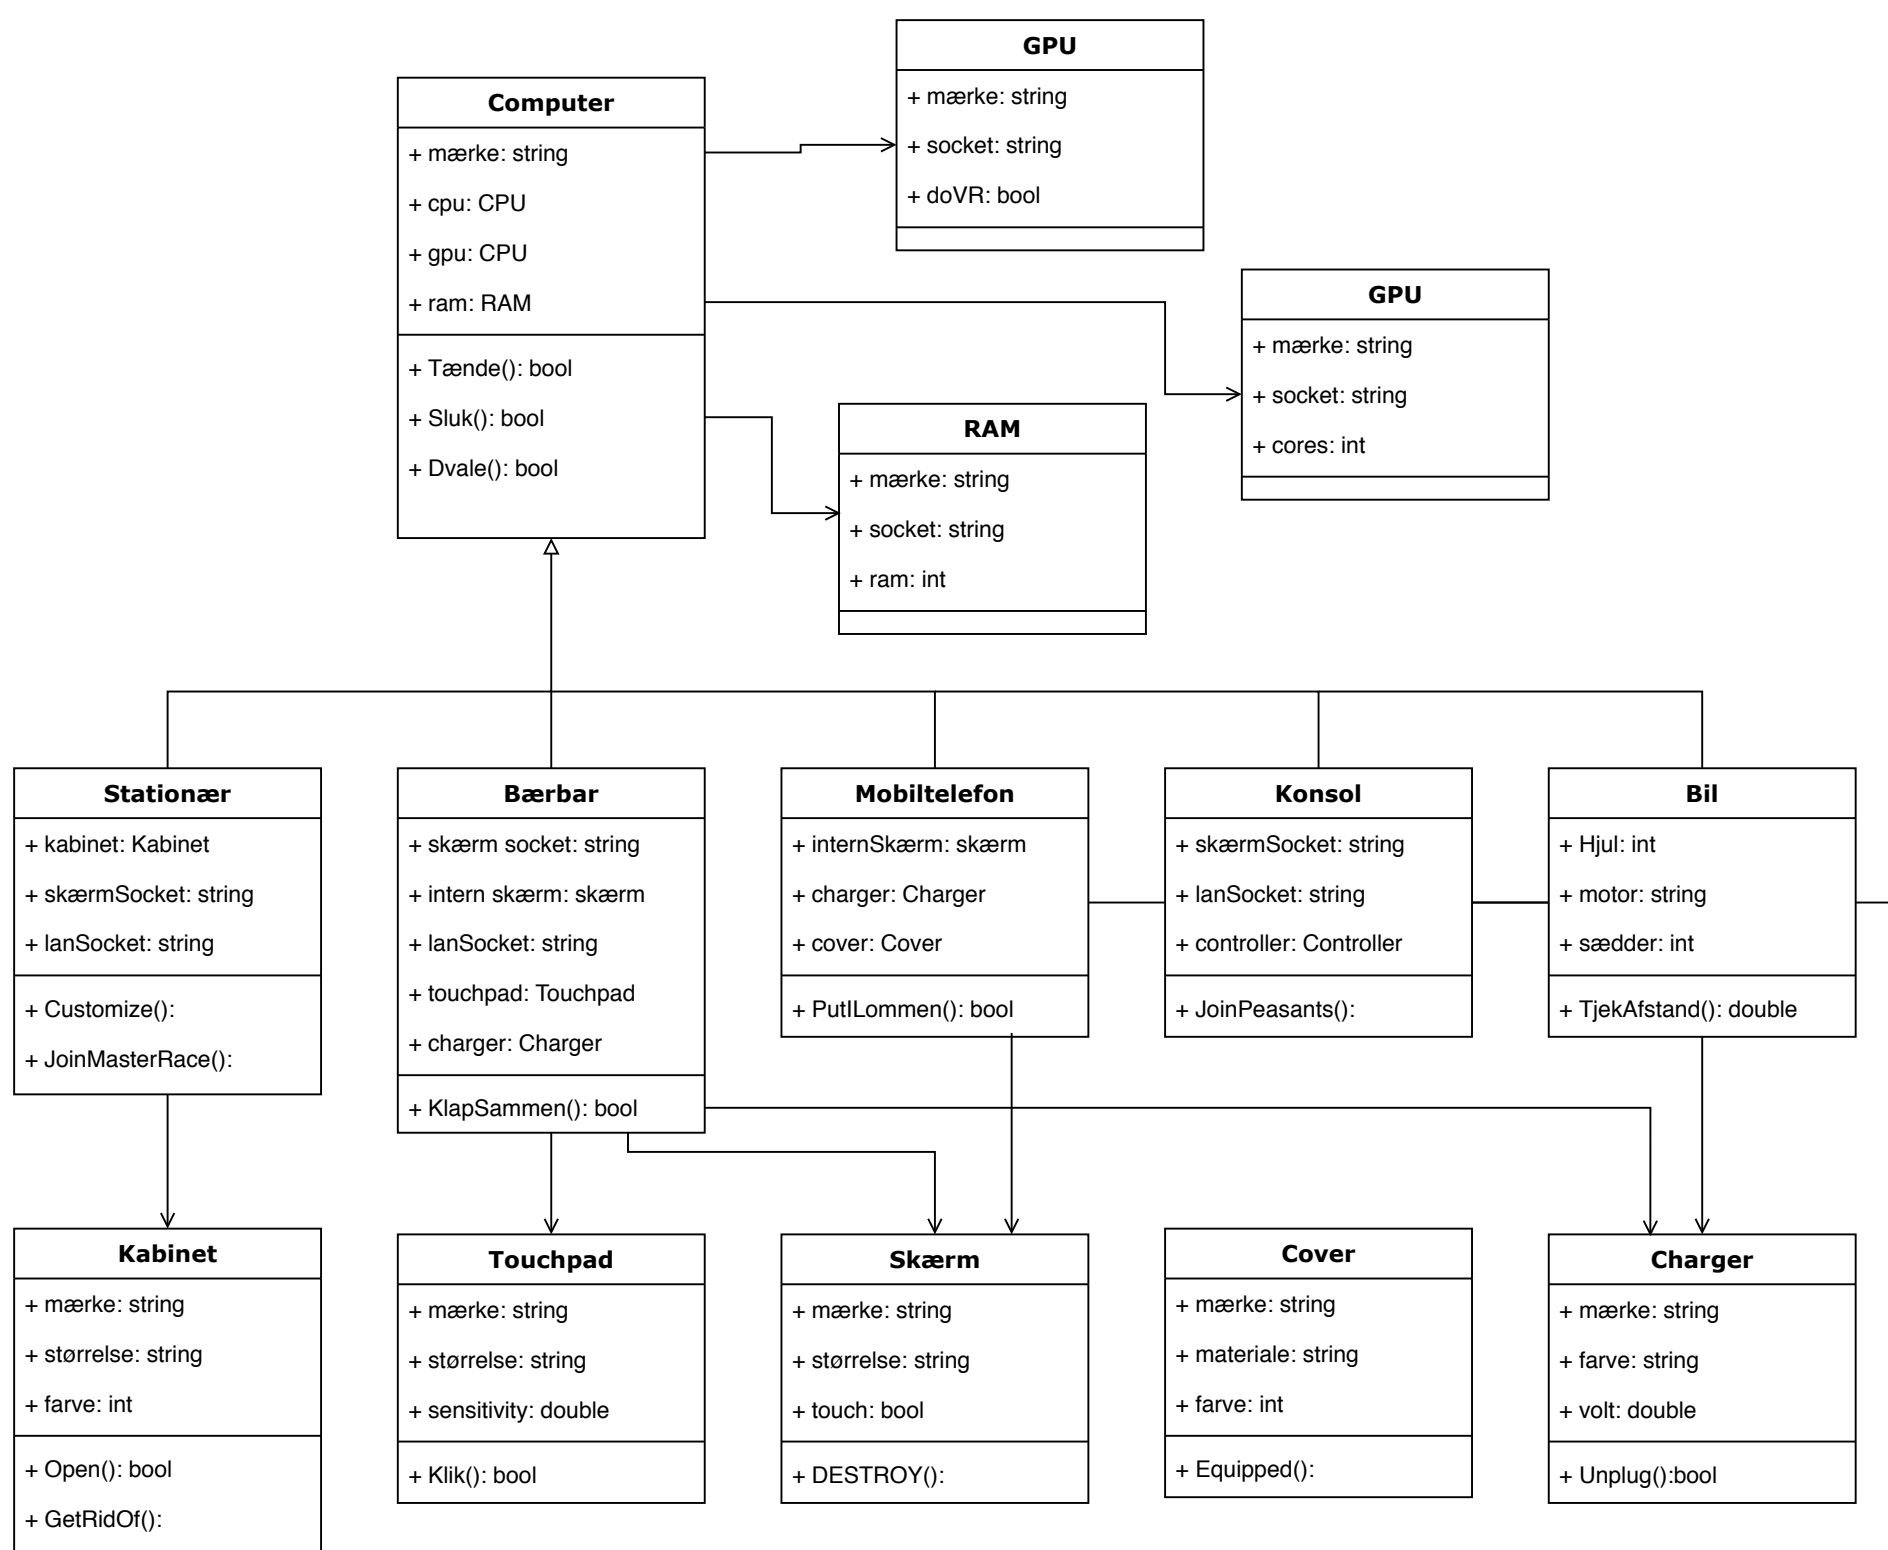 GPU
+ mærke: string
+ socket: string
+ doVR: bool
Computer
+ mærke: string
+ cpu: CPU
+ gpu: CPU
+ ram: RAM
+ Tænde(): bool
+ Sluk(): bool
+ Dvale(): bool
GPU
+ mærke: string
+ socket: string
+ cores: int
RAM
+ mærke: string
+ socket: string
+ ram: int
Stationær
+ kabinet: Kabinet
+ skærmSocket: string
+ lanSocket: string
+ Customize():
+ JoinMasterRace():
Bærbar
+ skærm socket: string
+ intern skærm: skærm
+ lanSocket: string
+ touchpad: Touchpad
+ charger: Charger
+ KlapSammen(): bool
Mobiltelefon
+ internSkærm: skærm
+ charger: Charger
+ cover: Cover
+ PutILommen(): bool
Konsol
+ skærmSocket: string
+ lanSocket: string
+ controller: Controller
+ JoinPeasants():
Bil
+ Hjul: int
+ motor: string
+ sædder: int
+ TjekAfstand(): double
Kabinet
+ mærke: string
+ størrelse: string
+ farve: int
+ Open(): bool
+ GetRidOf():
Touchpad
+ mærke: string
+ størrelse: string
+ sensitivity: double
+ Klik(): bool
Skærm
+ mærke: string
+ størrelse: string
+ touch: bool
+ DESTROY():
Cover
+ mærke: string
+ materiale: string
+ farve: int
+ Equipped():
Charger
+ mærke: string
+ farve: string
+ volt: double
+ Unplug():bool